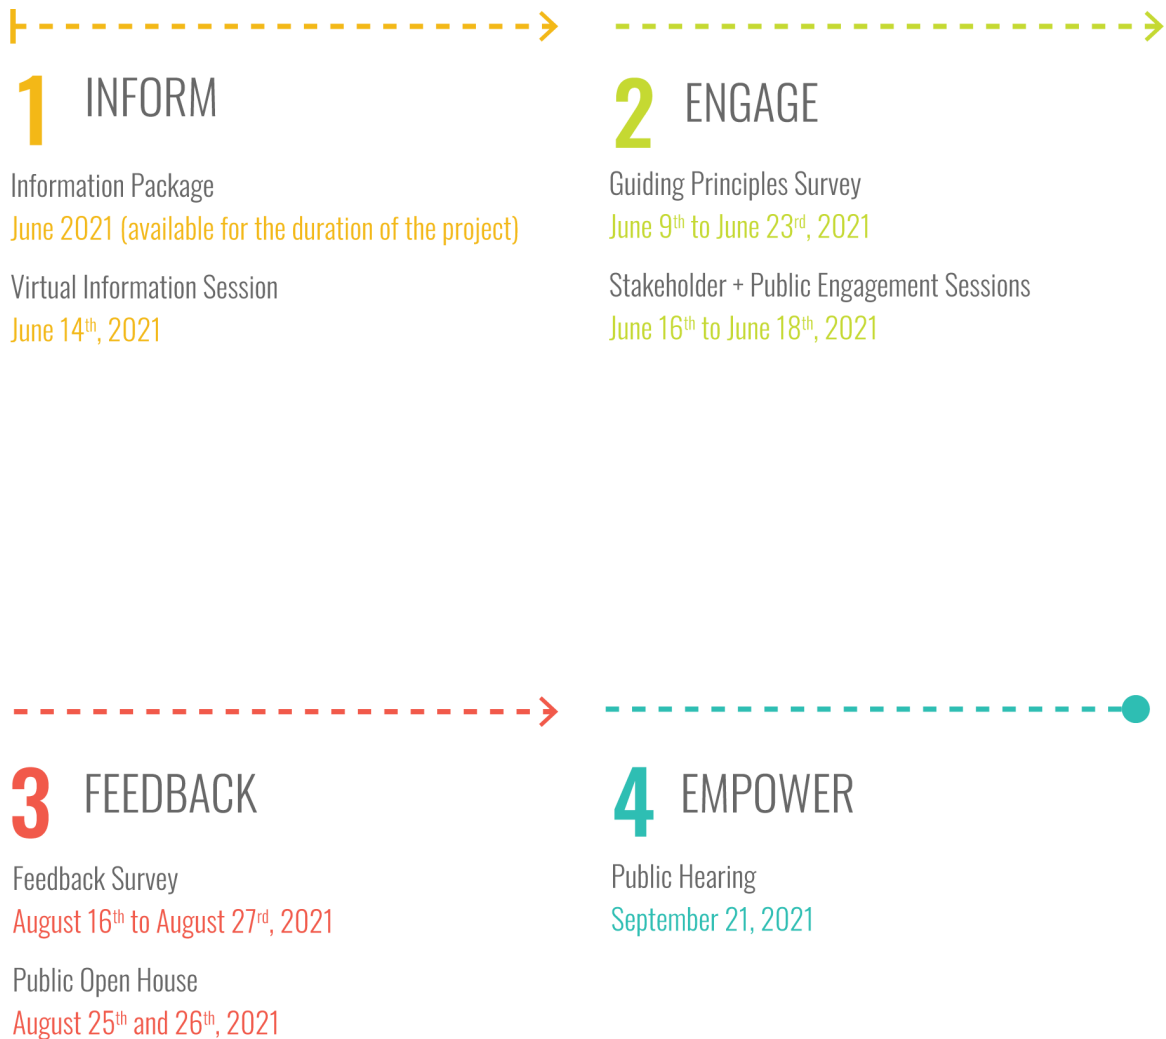 1 INFORM
Information Package
June 2021 (available for the duration of the project)
Virtual Information Session
June 14th, 2021
2 ENGAGE
Guiding Principles Survey
June 9th to June 23rd, 2021
Stakeholder + Public Engagement Sessions
June 16th to June 18th, 2021
3 FEEDBACK
Feedback Survey
August 16th to August 27rd, 2021
Public Open House
August 25th and 26th, 2021
4 EMPOWER
Public Hearing
September 21, 2021